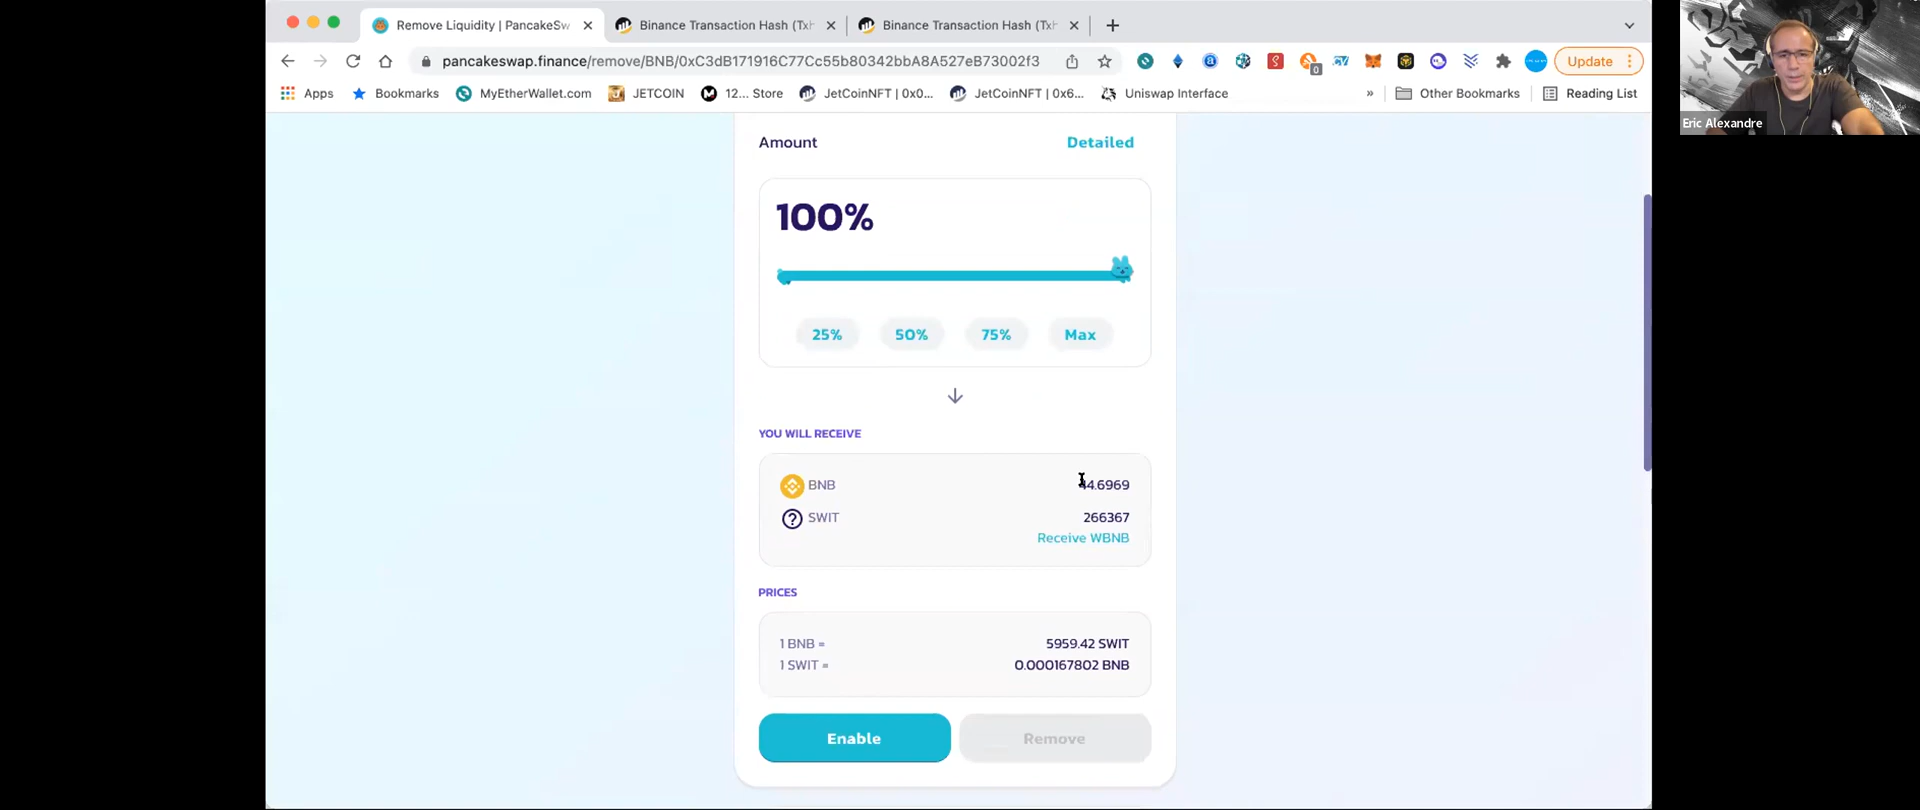 Remove Liquidity | PancakeSw
Binance Transaction Hash (Txh
Binance Transaction Hash (Txh
pancakeswap.finance/remove/BNB/0xC3dB171916C77Cc55b80342bbA8A527eB73002f3
0
Update
Apps
Bookmarks
MyEtherWallet.com
JETCOIN
12... Store
JetCoinNFT | 0x0...
JetCoinNFT | 0x6...
Uniswap Interface
»
Other Bookmarks
Reading List
Eric Alexandre
Amount
Detailed
100%
25%
50%
75%
Max
YOU WILL RECEIVE
BNB
44.6969
SWIT
266367
Receive WBNB
PRICES
1 BNB =
5959.42 SWIT
1 SWIT =
0.000167802 BNB
Enable
Remove